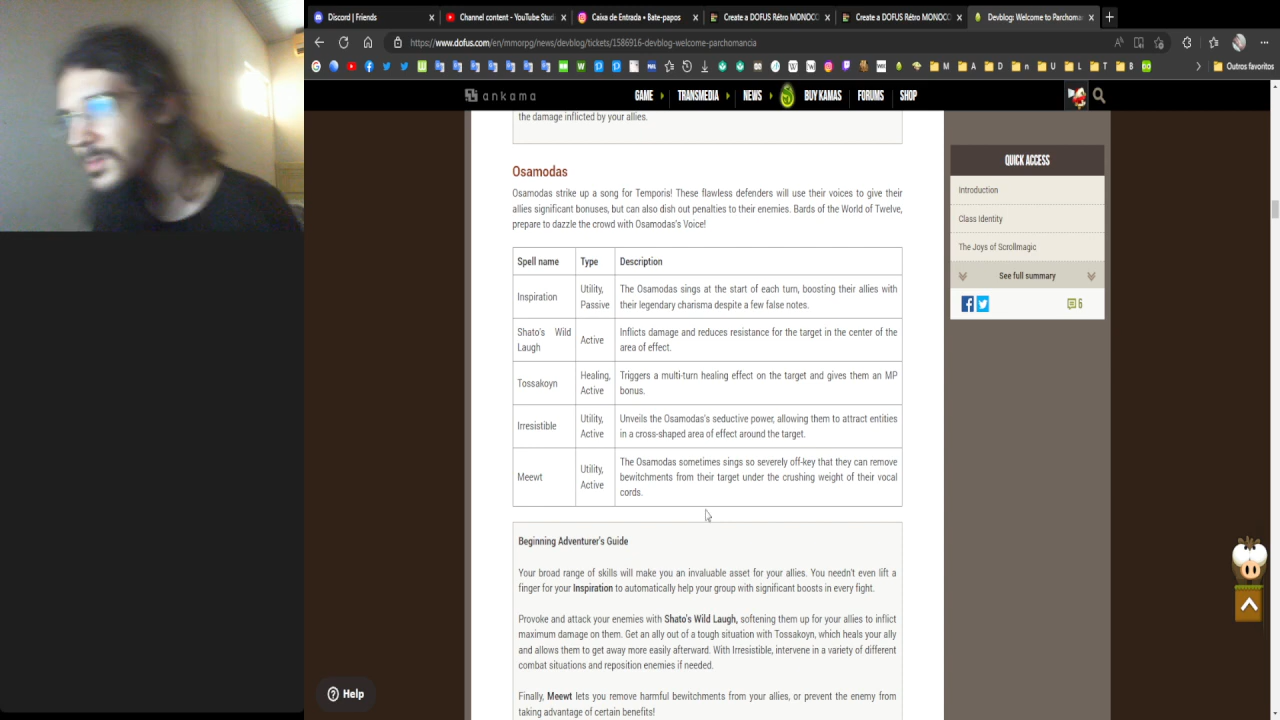 Discord | Friends
Channel content - YouTube Stud
Caixa de Entrada • Bate-papos
Create a DOFUS Rétro MONOCO
Create a DOFUS Rétro MONOCO
Devblog: Welcome to Parchoma
https://www.dofus.com/en/mmorpg/news/devblog/tickets/1586916-devblog-welcome-parchomancia
Outros favoritos
ankama
GAME
TRANSMEDIA
NEWS
BUY KAMAS
FORUMS
SHOP
the damage inflicted by your allies.
Osamodas
Osamodas strike up a song for Temporis! These flawless defenders will use their voices to give their
allies significant bonuses, but can also dish out penalties to their enemies. Bards of the World of Twelve,
prepare to dazzle the crowd with Osamodas's Voice!
Spell name Type Description
Inspiration
Utility,
Passive
The Osamodas sings at the start of each turn, boosting their allies with
their legendary charisma despite a few false notes.
Shato's Wild
Laugh
Active
Inflicts damage and reduces resistance for the target in the center of the
area of effect.
Tossakoyn
Healing,
Active
Triggers a multi-turn healing effect on the target and gives them an MP
bonus.
Irresistible
Utility,
Active
Unveils the Osamodas's seductive power, allowing them to attract entities
in a cross-shaped area of effect around the target.
Meewt
Utility,
Active
The Osamodas sometimes sings so severely off-key that they can remove
bewitchments from their target under the crushing weight of their vocal
cords.
Beginning Adventurer's Guide
Your broad range of skills will make you an invaluable asset for your allies. You needn't even lift a
finger for your Inspiration to automatically help your group with significant boosts in every fight.
Provoke and attack your enemies with Shato's Wild Laugh, softening them up for your allies to inflict
maximum damage on them. Get an ally out of a tough situation with Tossakoyn, which heals your ally
and allows them to get away more easily afterward. With Irresistible, intervene in a variety of different
combat situations and reposition enemies if needed.
Finally, Meewt lets you remove harmful bewitchments from your allies, or prevent the enemy from
taking advantage of certain benefits!
QUICK ACCESS
Introduction
Class Identity
The Joys of Scrollmagic
See full summary
6
Help